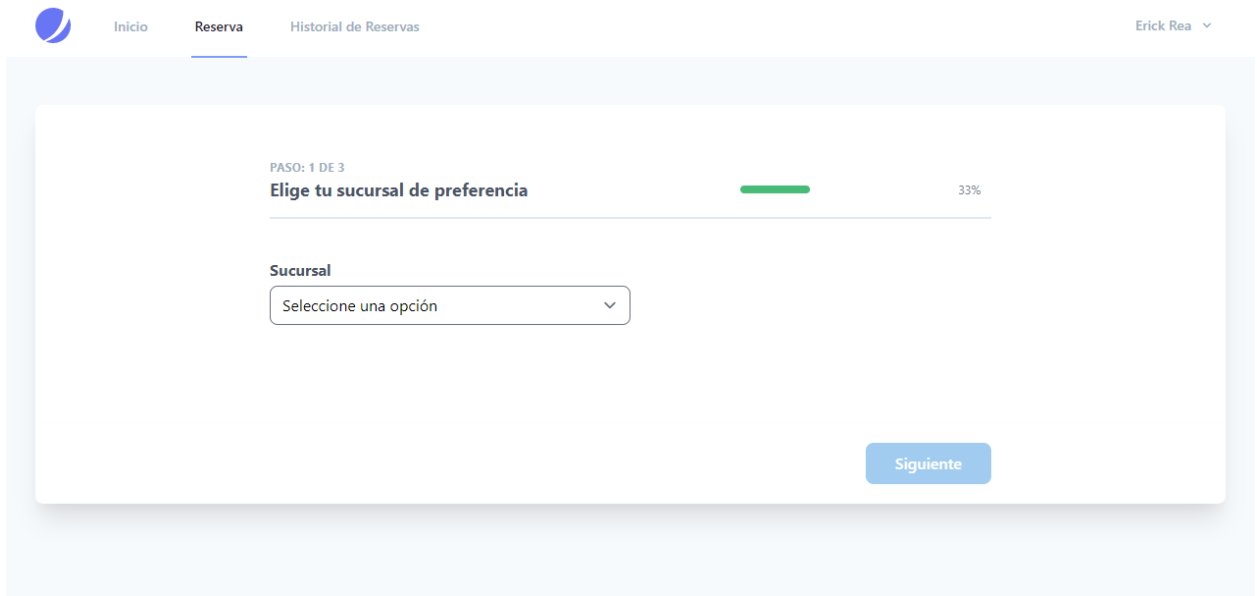 Inicio Reserva Historial de Reservas Erick Rea
PASO: 1 DE 3
Elige tu sucursal de preferencia 33%
Sucursal
Seleccione una opción
Siguiente